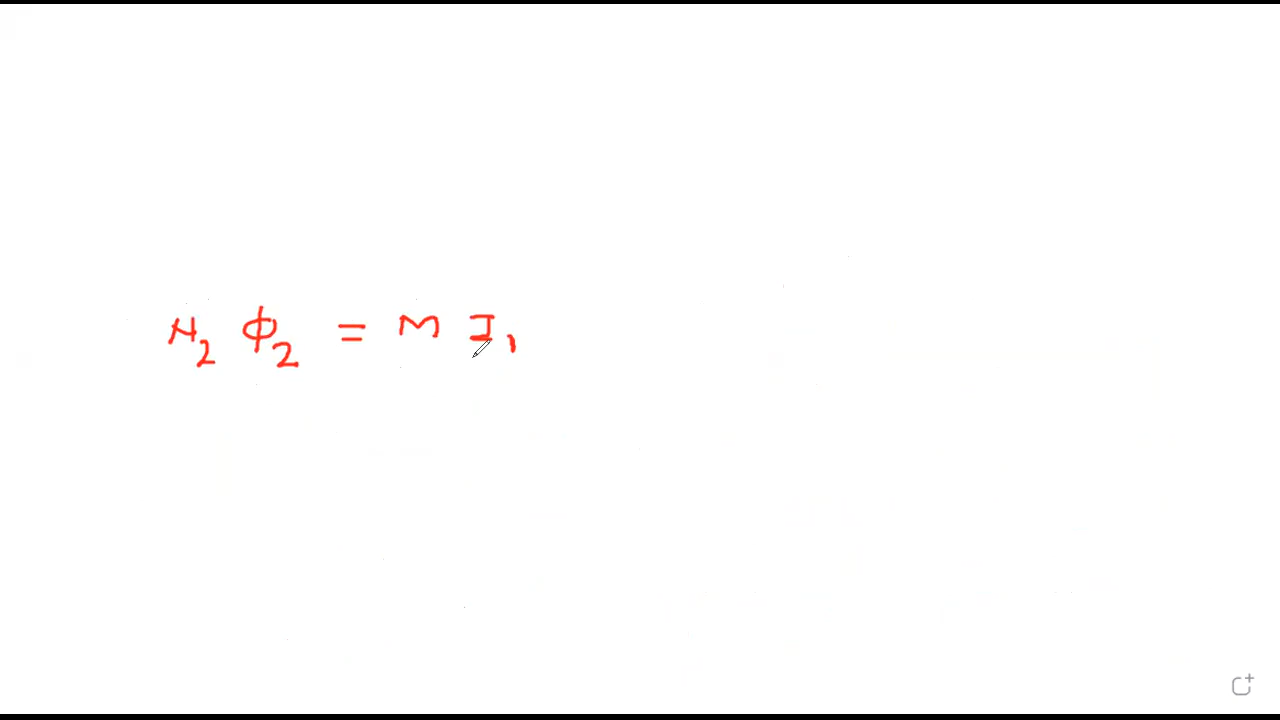 N₂ Φ₂ = M I₁